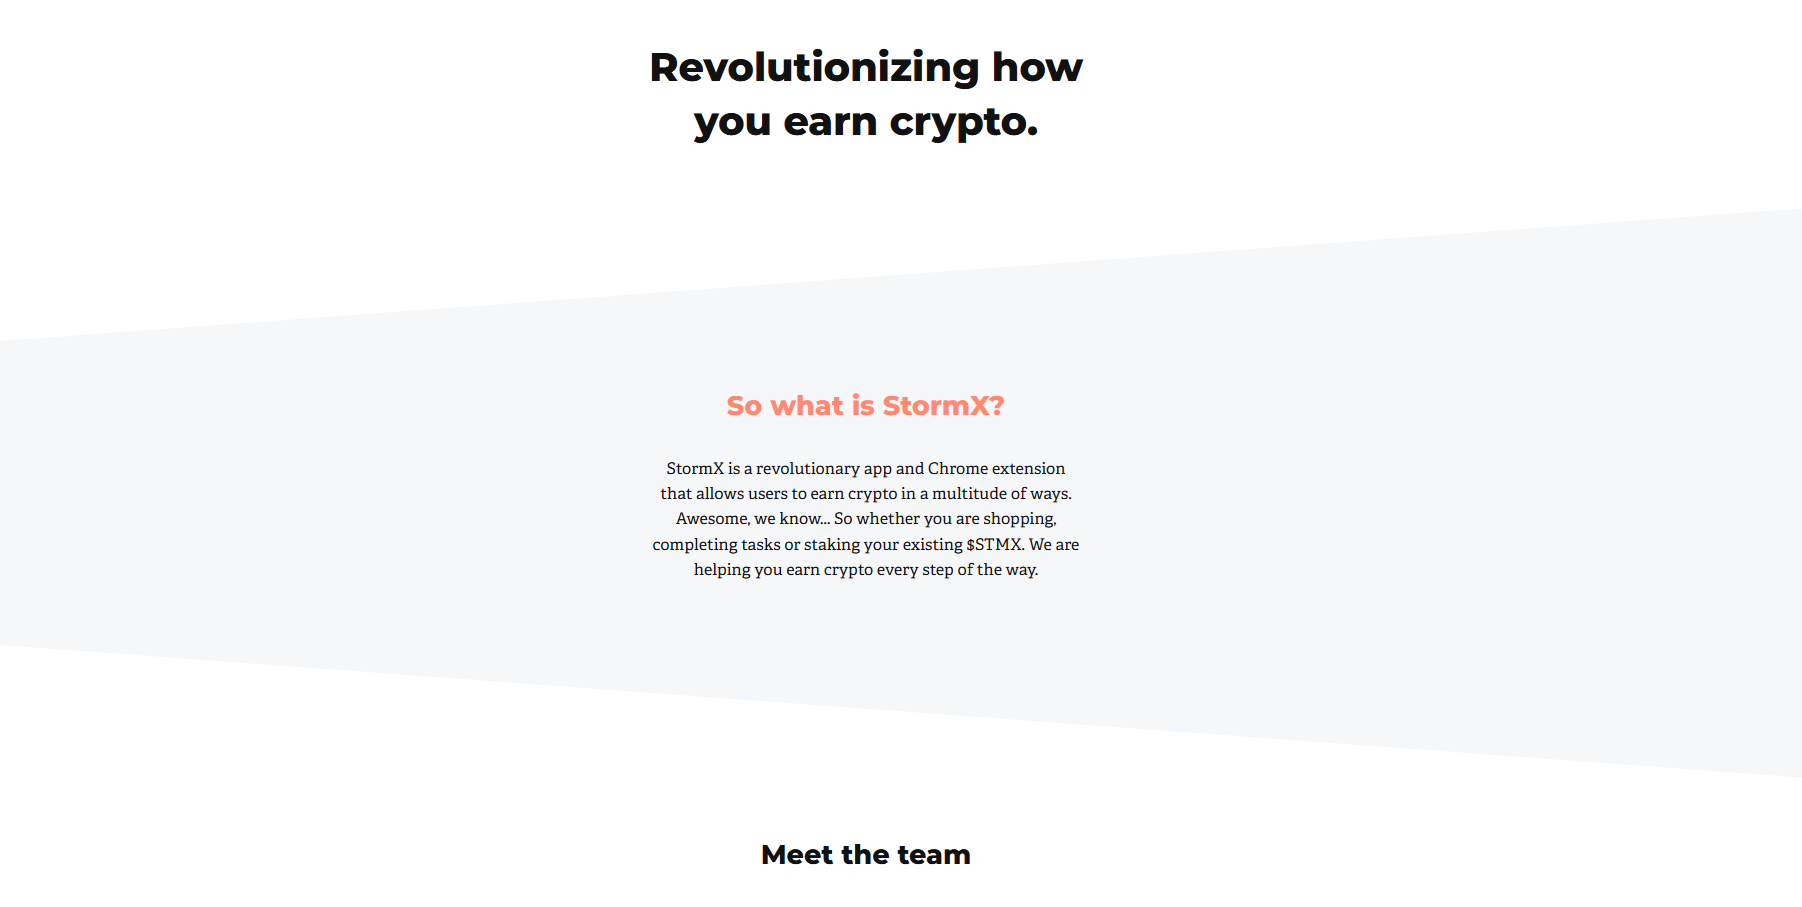 Revolutionizing how
you earn crypto.
So what is StormX?
StormX is a revolutionary app and Chrome extension
that allows users to earn crypto in a multitude of ways.
Awesome, we know... So whether you are shopping,
completing tasks or staking your existing $STMX. We are
helping you earn crypto every step of the way.
Meet the team